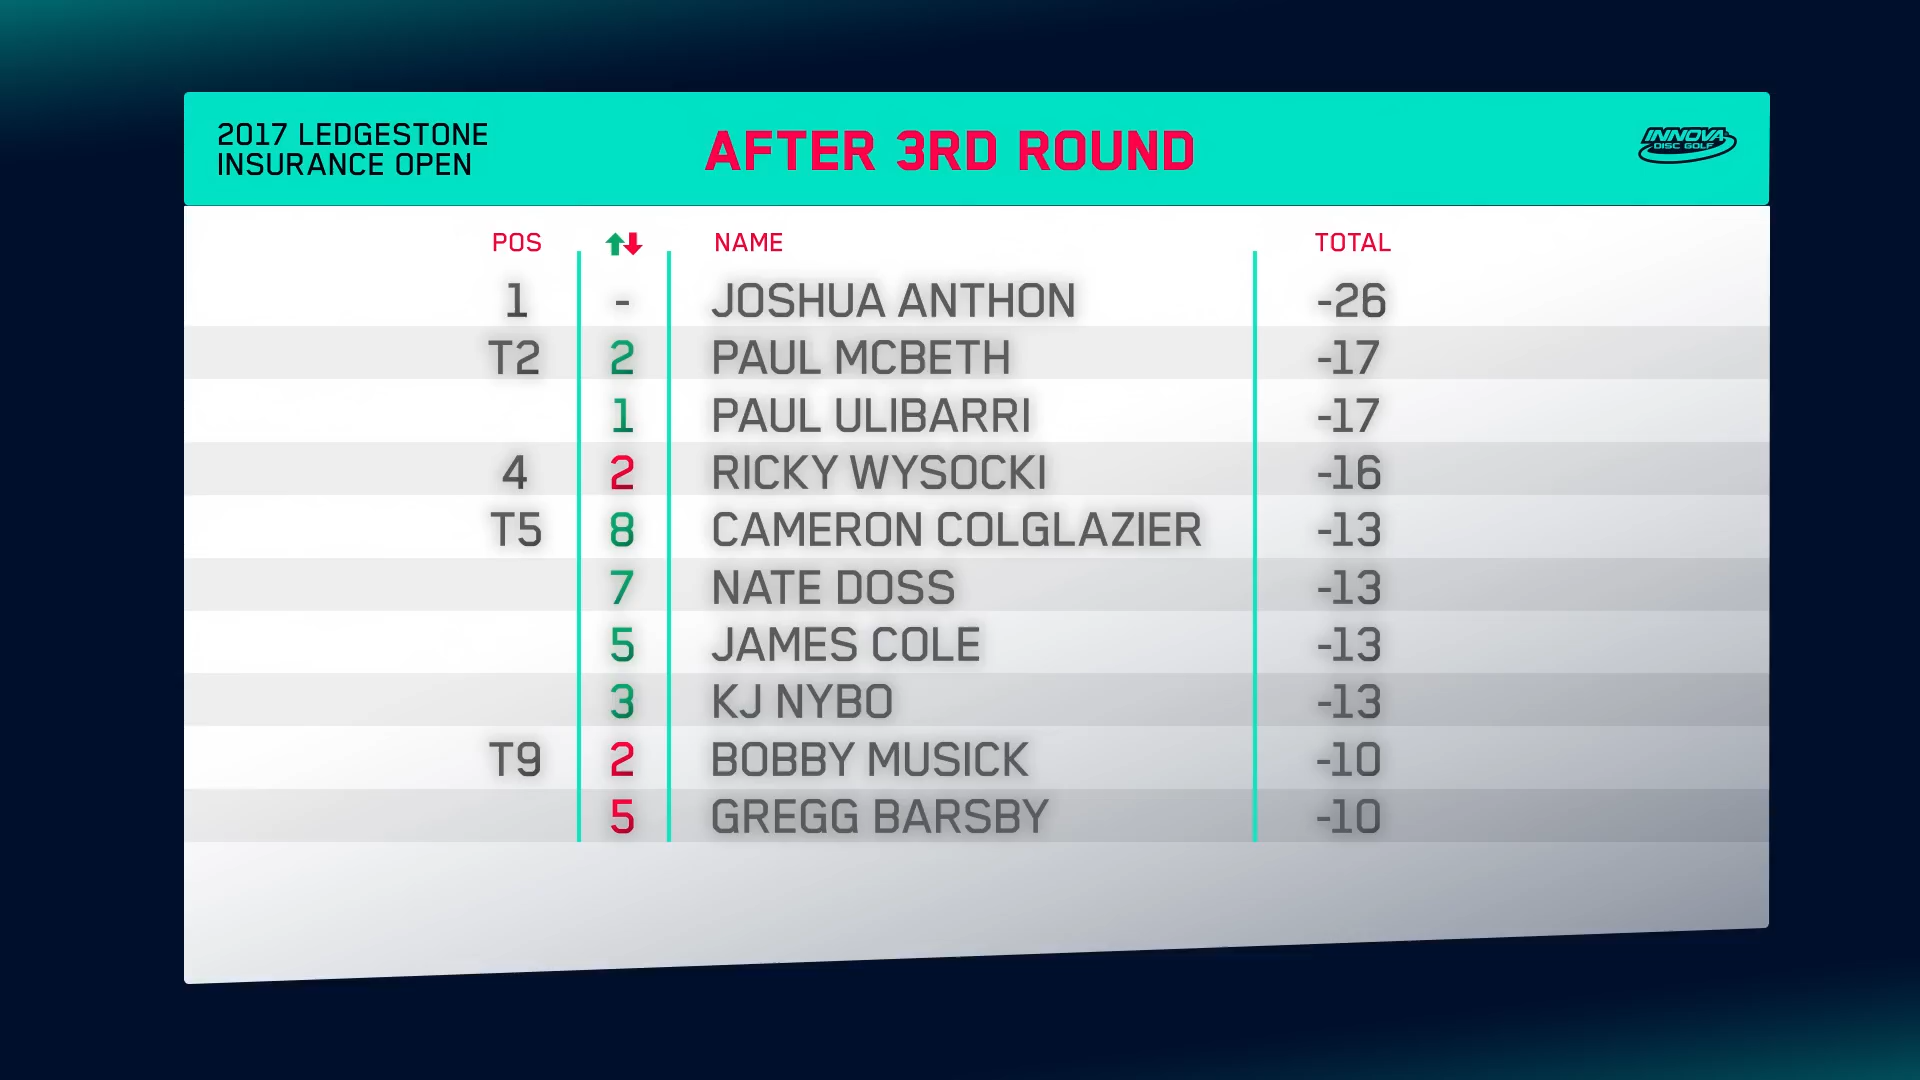 2017 LEDGESTONE
INSURANCE OPEN
AFTER 3RD ROUND
INNOVA
DISC GOLF
POS NAME TOTAL
1 - JOSHUA ANTHON -26
T2 2 PAUL MCBETH -17
1 PAUL ULIBARRI -17
4 2 RICKY WYSOCKI -16
T5 8 CAMERON COLGLAZIER -13
7 NATE DOSS -13
5 JAMES COLE -13
3 KJ NYBO -13
T9 2 BOBBY MUSICK -10
5 GREGG BARSBY -10